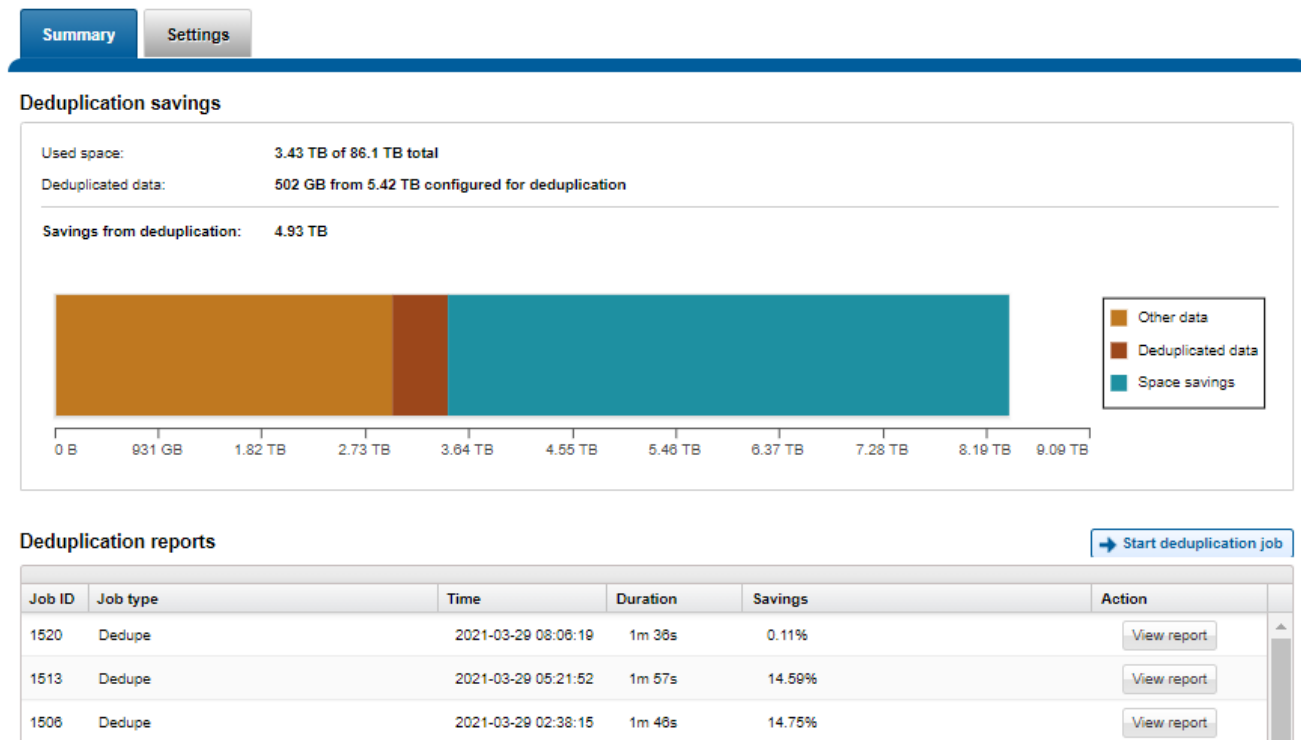 Summary Settings
Deduplication savings
Used space: 3.43 TB of 86.1 TB total
Deduplicated data: 502 GB from 5.42 TB configured for deduplication
Savings from deduplication: 4.93 TB
Other data
Deduplicated data
Space savings
0 B 931 GB 1.82 TB 2.73 TB 3.64 TB 4.55 TB 5.46 TB 6.37 TB 7.28 TB 8.19 TB 9.09 TB
Deduplication reports Start deduplication job
Job ID Job type Time Duration Savings Action
1520 Dedupe 2021-03-29 08:06:19 1m 36s 0.11% View report
1513 Dedupe 2021-03-29 05:21:52 1m 57s 14.59% View report
1506 Dedupe 2021-03-29 02:38:15 1m 46s 14.75% View report